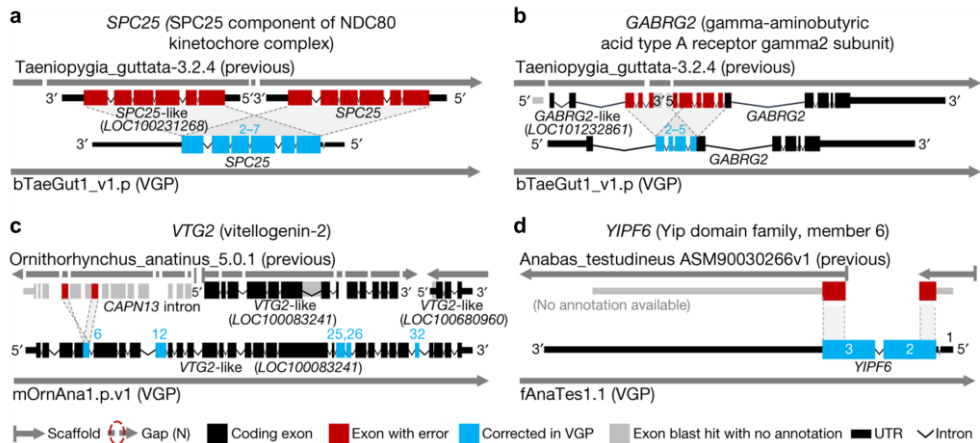 a SPC25 (SPC25 component of NDC80
kinetochore complex)
Taeniopygia_guttata-3.2.4 (previous)
3′ 5′ 3′ 5′
SPC25-like
(LOC100231268)
SPC25
2–7
3′ 5′
SPC25
bTaeGut1_v1.p (VGP)
b GABRG2 (gamma-aminobutyric
acid type A receptor gamma2 subunit)
Taeniopygia_guttata-3.2.4 (previous)
5′ 3′ 5′ 3′
GABRG2-like
(LOC101232861)
GABRG2
2–5
5′ 3′
GABRG2
bTaeGut1_v1.p (VGP)
c VTG2 (vitellogenin-2)
Ornithorhynchus_anatinus_5.0.1 (previous)
5′ 3′ 3′
CAPN13 intron
VTG2-like
(LOC100083241)
VTG2-like
(LOC100680960)
6 12 25,26 32
5′ 3′
VTG2-like (LOC100083241)
mOrnAna1.p.v1 (VGP)
d YIPF6 (Yip domain family, member 6)
Anabas_testudineus ASM90030266v1 (previous)
(No annotation available)
1
3 2
YIPF6
fAnaTes1.1 (VGP)
Scaffold Gap (N) Coding exon Exon with error Corrected in VGP Exon blast hit with no annotation UTR Intron